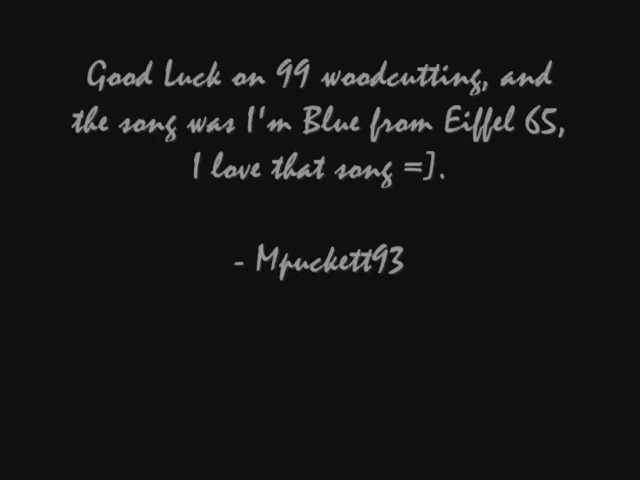 Good Luck on 99 woodcutting, and
the song was I'm Blue from Eiffel 65,
I love that song =].
- Mpuckett93